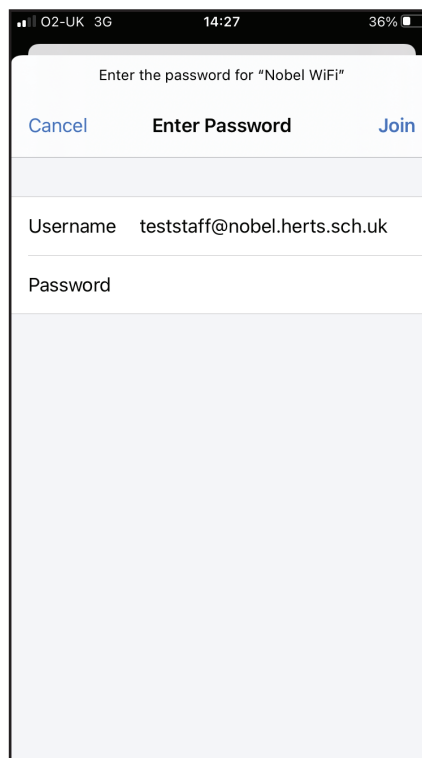 O2-UK 3G 14:27 36%
Enter the password for “Nobel WiFi”
Cancel Enter Password Join
Username teststaff@nobel.herts.sch.uk
Password